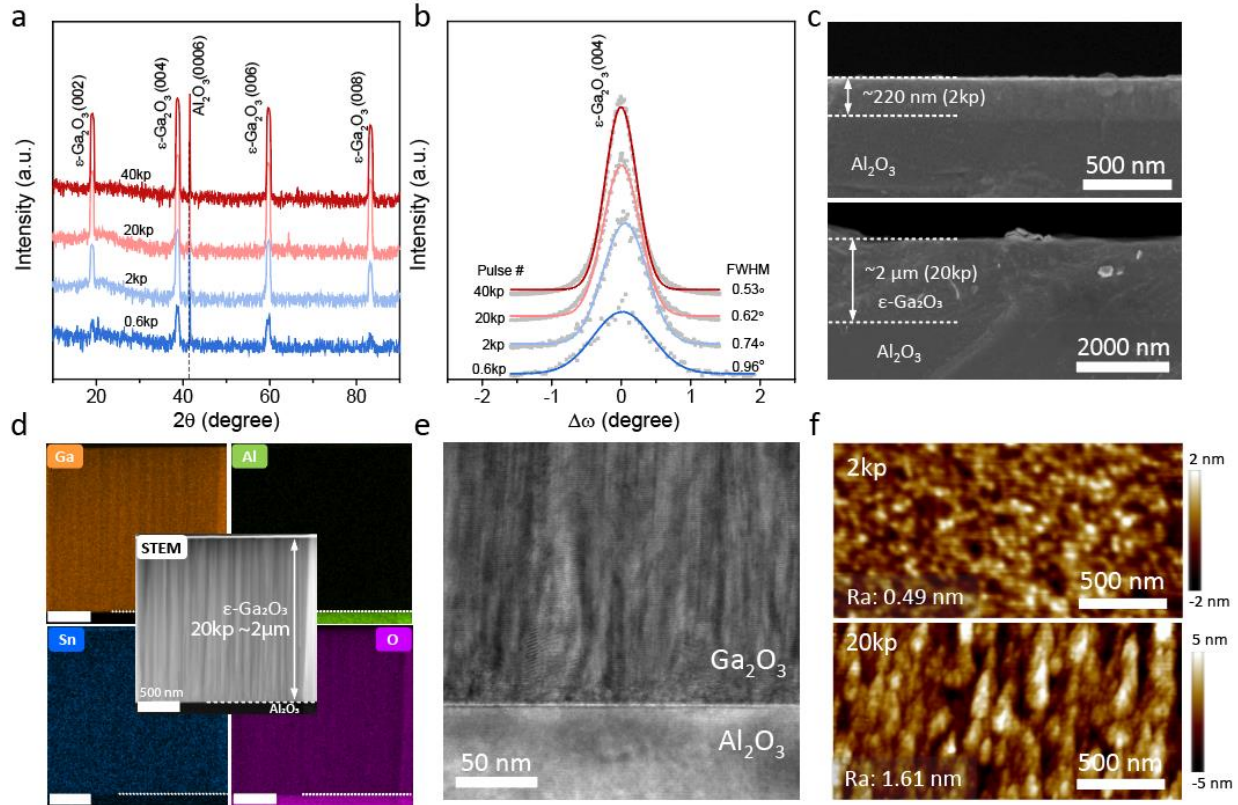 a
Intensity (a.u.)
ε-Ga₂O₃ (002)
ε-Ga₂O₃ (004)
Al₂O₃(0006)
ε-Ga₂O₃ (006)
ε-Ga₂O₃ (008)
40kp
20kp
2kp
0.6kp
20 40 60 80
2θ (degree)
b
Intensity (a.u.)
ε-Ga₂O₃ (004)
Pulse # FWHM
40kp 0.53°
20kp 0.62°
2kp 0.74°
0.6kp 0.96°
-2 -1 0 1 2
Δω (degree)
c
~220 nm (2kp)
Al₂O₃
500 nm
~2 μm (20kp)
ε-Ga₂O₃
Al₂O₃
2000 nm
d
Ga
Al
STEM
ε-Ga₂O₃
20kp ~2μm
500 nm
Al₂O₃
Sn
O
e
Ga₂O₃
Al₂O₃
50 nm
f
2kp
2 nm
500 nm
Ra: 0.49 nm
-2 nm
20kp
5 nm
500 nm
Ra: 1.61 nm
-5 nm